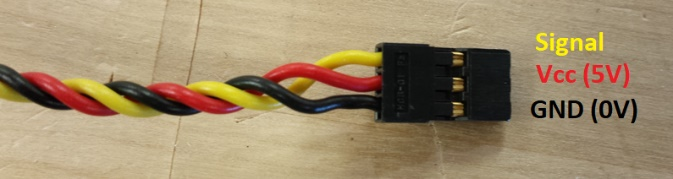 Signal
Vcc (5V)
GND (0V)